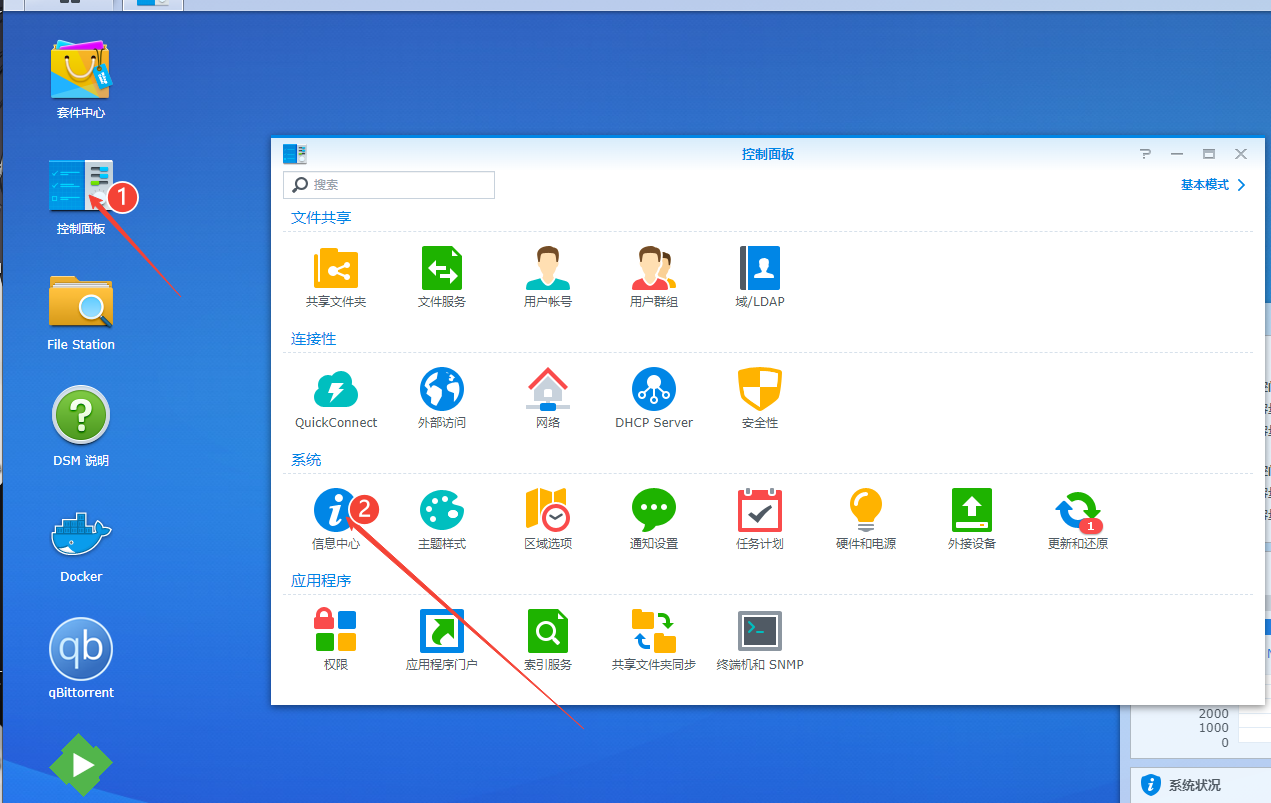 套件中心
控制面板
1
File Station
DSM 说明
Docker
qb
qBittorrent
控制面板
搜索
基本模式
文件共享
共享文件夹
文件服务
用户帐号
用户群组
域/LDAP
连接性
QuickConnect
外部访问
网络
DHCP Server
安全性
系统
2
信息中心
主题样式
区域选项
通知设置
任务计划
硬件和电源
外接设备
1
更新和还原
应用程序
权限
应用程序门户
索引服务
共享文件夹同步
终端机和 SNMP
2000
1000
0
系统状况